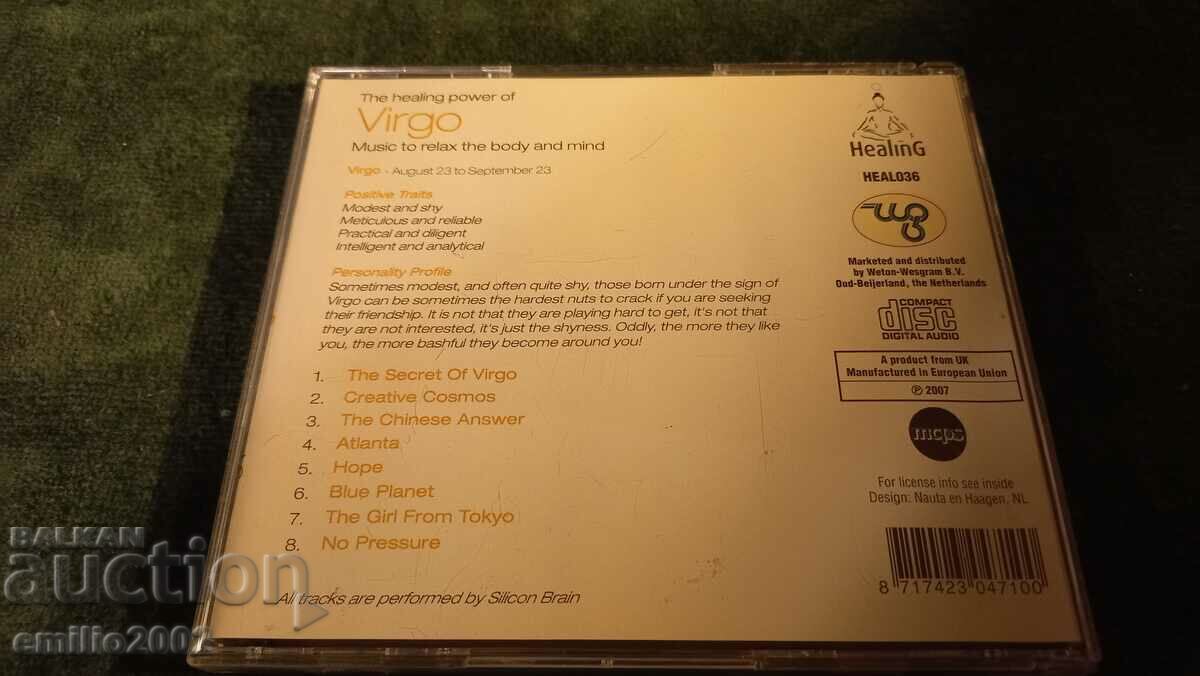 The healing power of
Virgo
Music to relax the body and mind
Virgo - August 23 to September 23
Positive Traits
Modest and shy
Meticulous and reliable
Practical and diligent
Intelligent and analytical
Personality Profile
Sometimes modest, and often quite shy, those born under the sign of
Virgo can be sometimes the hardest nuts to crack if you are seeking
their friendship. It is not that they are playing hard to get, it's not that
they are not interested, it's just the shyness. Oddly, the more they like
you, the more bashful they become around you!
1. The Secret Of Virgo
2. Creative Cosmos
3. The Chinese Answer
4. Atlanta
5. Hope
6. Blue Planet
7. The Girl From Tokyo
8. No Pressure
All tracks are performed by Silicon Brain
HealinG
HEAL036
Marketed and distributed
by Weton-Wesgram B.V.
Oud-Beijerland, the Netherlands
COMPACT
disc
DIGITAL AUDIO
A product from UK
Manufactured in European Union
℗ 2007
mcps
For license info see inside
Design: Nauta en Haagen, NL
8 717423 047100
BALKAN
auction